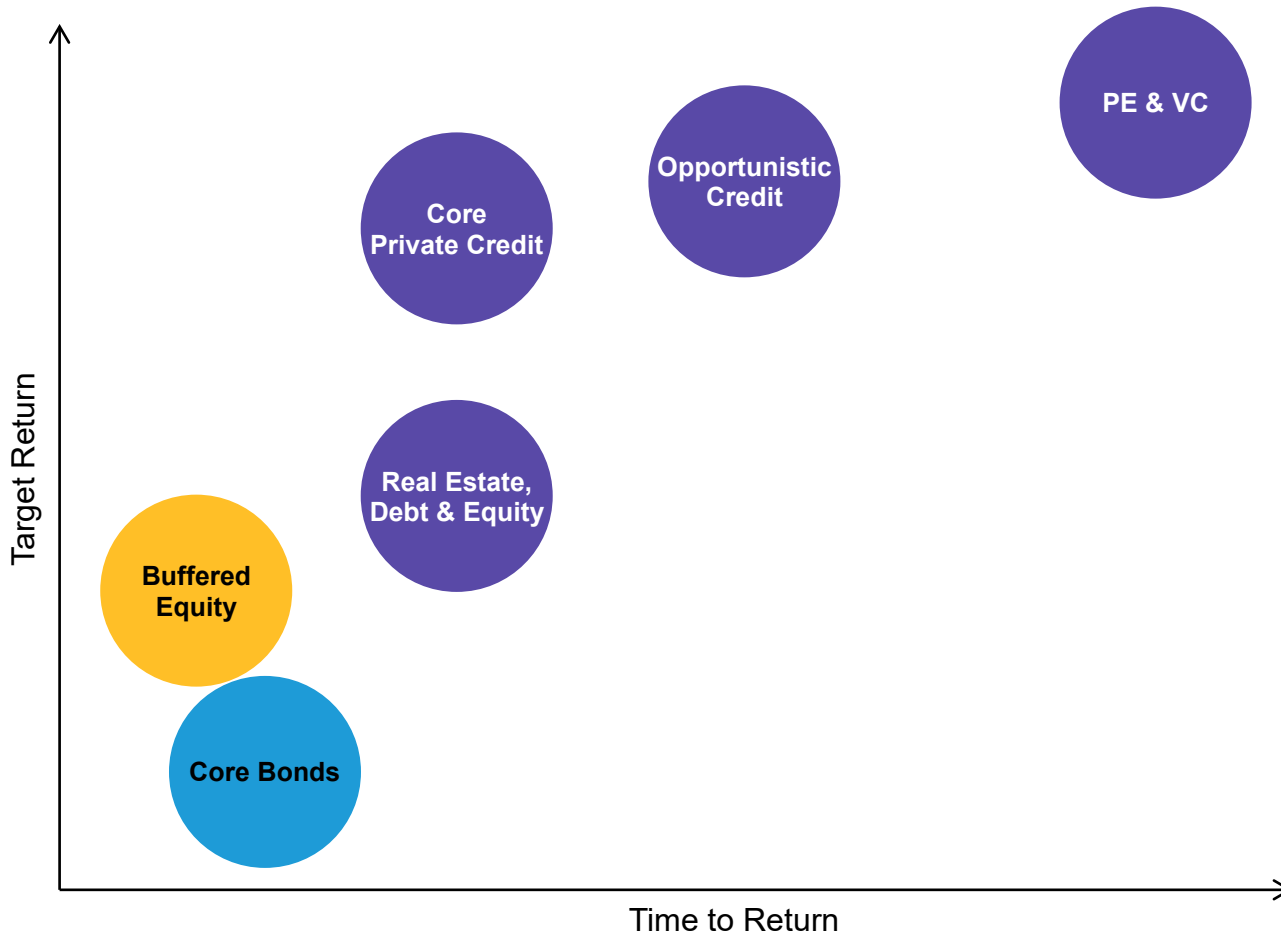 PE & VC
Opportunistic
Credit
Core
Private Credit
Real Estate,
Debt & Equity
Buffered
Equity
Core Bonds
Target Return
Time to Return